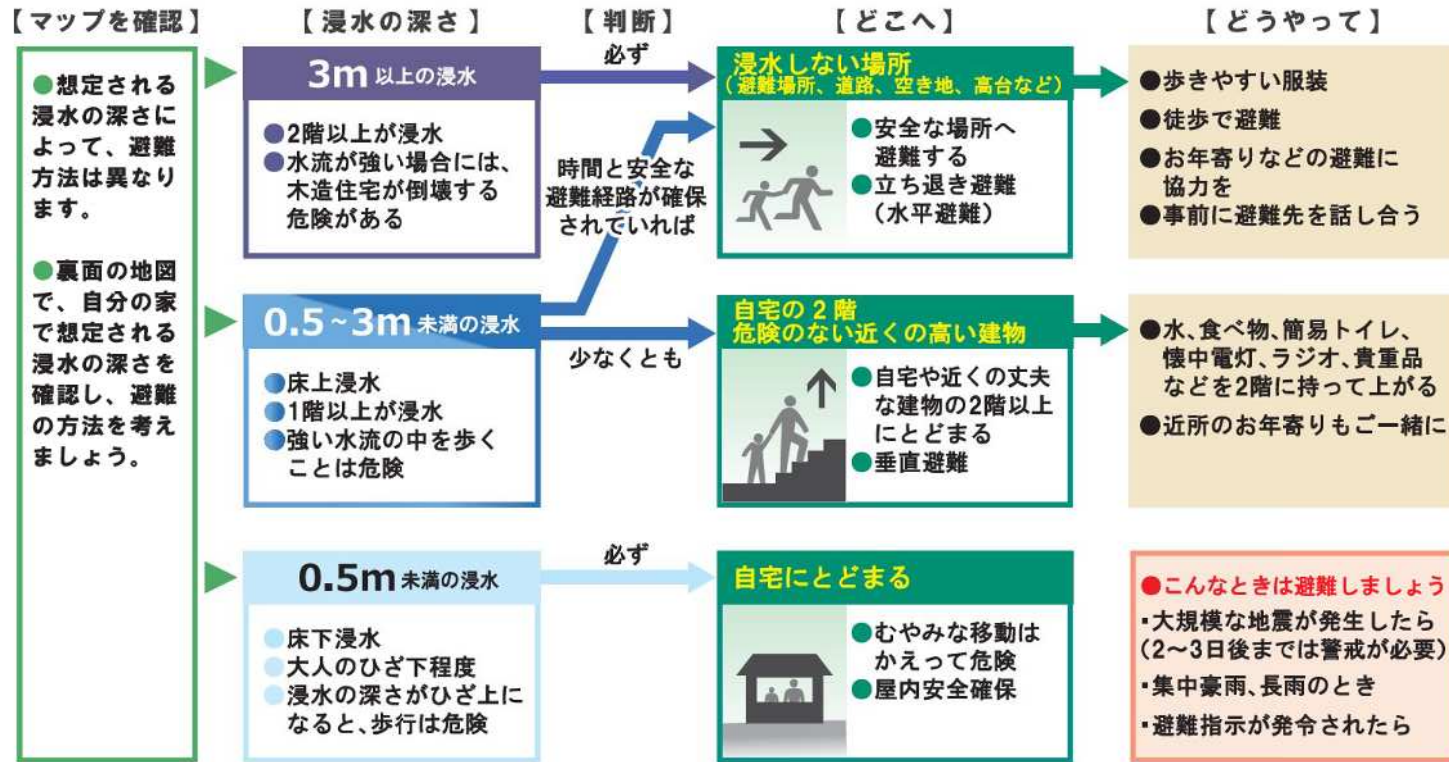 【マップを確認】
●想定される
浸水の深さに
よって、避難
方法は異なり
ます。
●裏面の地図
で、自分の家
で想定される
浸水の深さを
確認し、避難
の方法を考え
ましょう。
【浸水の深さ】
3m 以上の浸水
●2階以上が浸水
●水流が強い場合には、
木造住宅が倒壊する
危険がある
0.5~3m 未満の浸水
●床上浸水
●1階以上が浸水
●強い水流の中を歩く
ことは危険
0.5m 未満の浸水
●床下浸水
●大人のひざ下程度
●浸水の深さがひざ上に
なると、歩行は危険
【判断】
必ず
時間と安全な
避難経路が確保
されていれば
少なくとも
必ず
【どこへ】
浸水しない場所
(避難場所、道路、空き地、高台など)
●安全な場所へ
避難する
●立ち退き避難
(水平避難)
自宅の2階
危険のない近くの高い建物
●自宅や近くの丈夫
な建物の2階以上
にとどまる
●垂直避難
自宅にとどまる
●むやみな移動は
かえって危険
●屋内安全確保
【どうやって】
●歩きやすい服装
●徒歩で避難
●お年寄りなどの避難に
協力を
●事前に避難先を話し合う
●水、食べ物、簡易トイレ、
懐中電灯、ラジオ、貴重品
などを2階に持って上がる
●近所のお年寄りもご一緒に
●こんなときは避難しましょう
・大規模な地震が発生したら
(2〜3日後までは警戒が必要)
・集中豪雨、長雨のとき
・避難指示が発令されたら